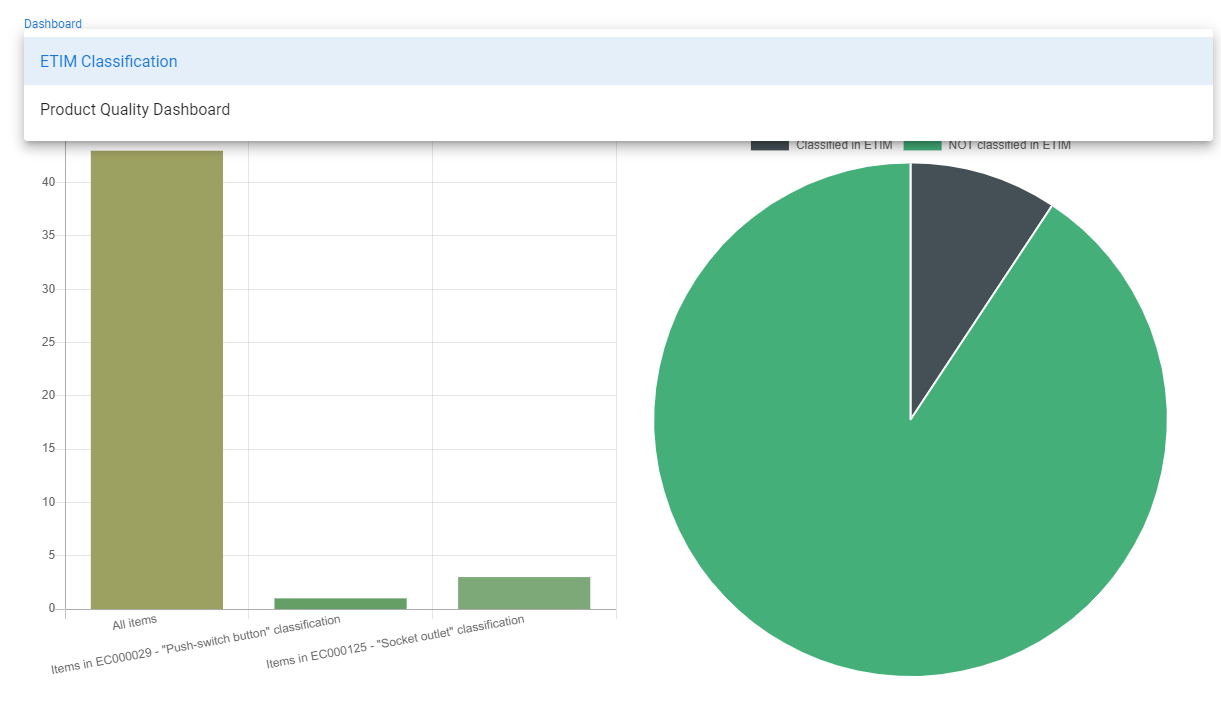 Dashboard
ETIM Classification
Product Quality Dashboard
Classified in ETIM
NOT classified in ETIM
40
35
30
25
20
15
10
5
0
All items
Items in EC000029 - "Push-switch button" classification
Items in EC000125 - "Socket outlet" classification